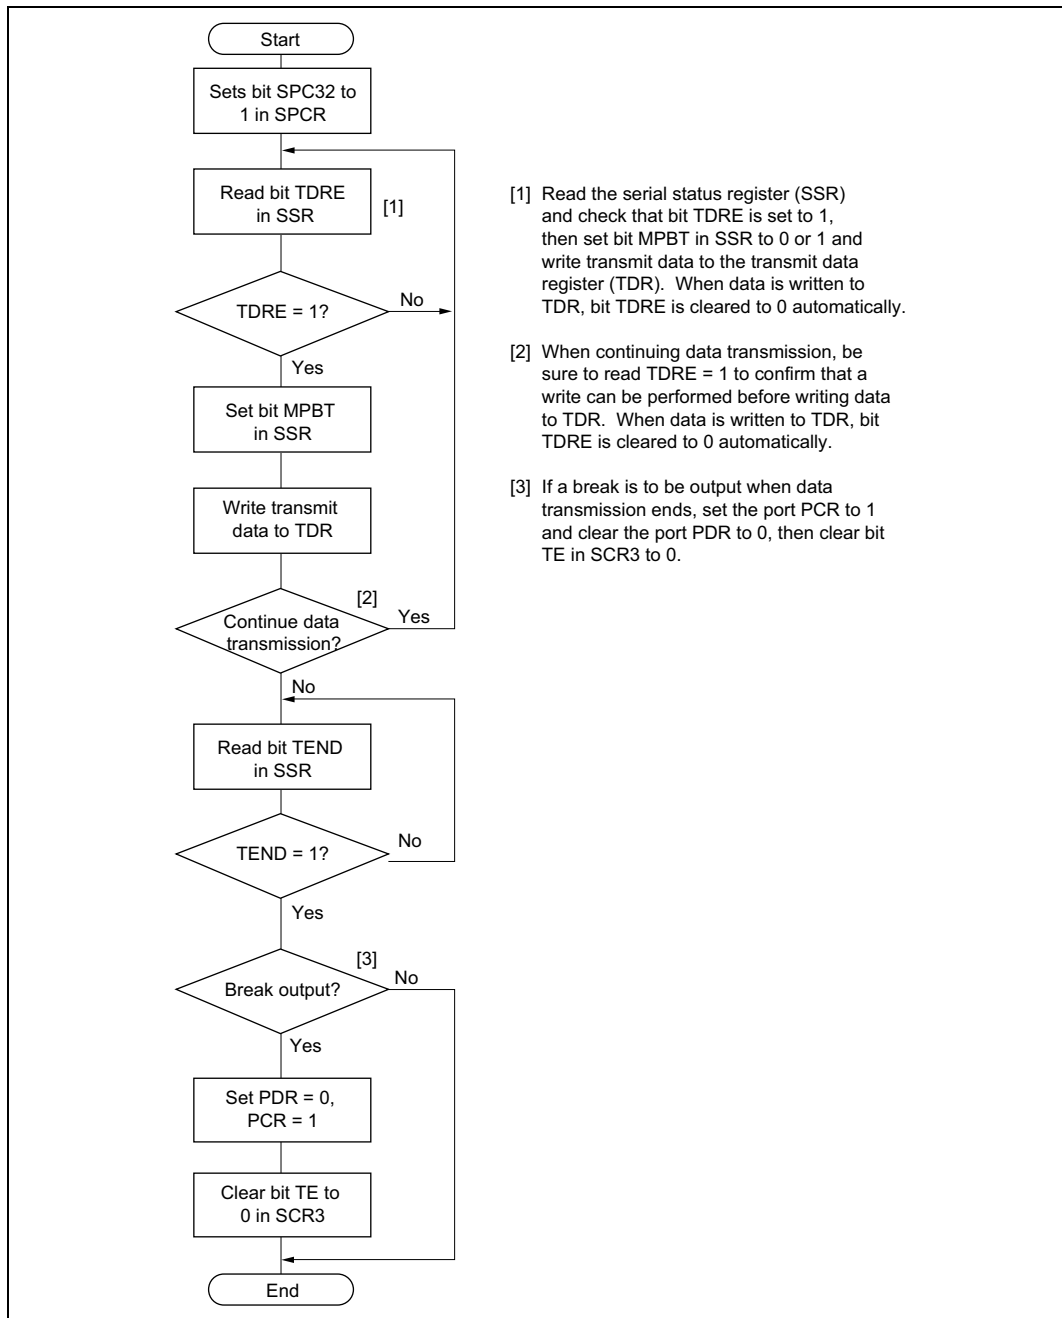 Start
Sets bit SPC32 to
1 in SPCR
Read bit TDRE
in SSR
[1]
TDRE = 1?
No
Yes
Set bit MPBT
in SSR
Write transmit
data to TDR
[2]
Continue data
transmission?
Yes
No
Read bit TEND
in SSR
TEND = 1?
No
Yes
[3]
Break output?
No
Yes
Set PDR = 0,
PCR = 1
Clear bit TE to
0 in SCR3
End
[1] Read the serial status register (SSR)
and check that bit TDRE is set to 1,
then set bit MPBT in SSR to 0 or 1 and
write transmit data to the transmit data
register (TDR).  When data is written to
TDR, bit TDRE is cleared to 0 automatically.
[2] When continuing data transmission, be
sure to read TDRE = 1 to confirm that a
write can be performed before writing data
to TDR.  When data is written to TDR, bit
TDRE is cleared to 0 automatically.
[3] If a break is to be output when data
transmission ends, set the port PCR to 1
and clear the port PDR to 0, then clear bit
TE in SCR3 to 0.